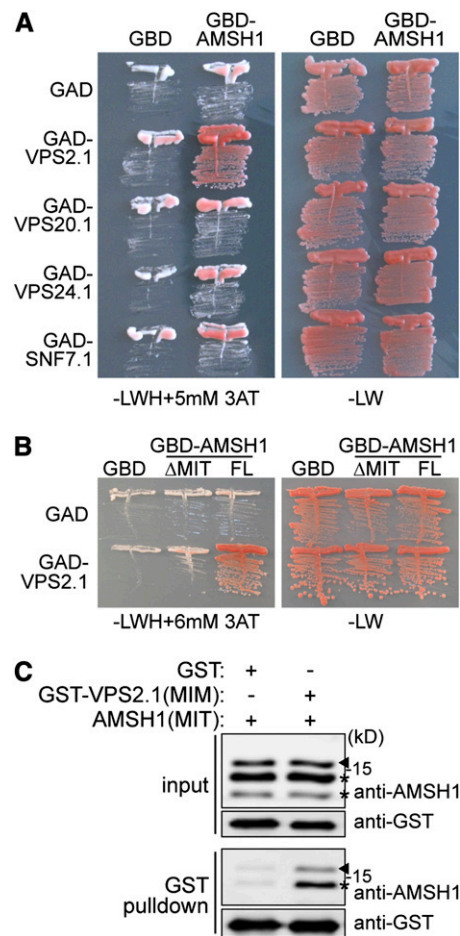 A
GBD
GBD-AMSH1
GBD
GBD-AMSH1
GAD
GAD-VPS2.1
GAD-VPS20.1
GAD-VPS24.1
GAD-SNF7.1
-LWH+5mM 3AT
-LW
B
GBD-AMSH1
GBD-AMSH1
GBD
ΔMIT
FL
GBD
ΔMIT
FL
GAD
GAD-VPS2.1
-LWH+6mM 3AT
-LW
C
GST: + -
GST-VPS2.1(MIM): - +
AMSH1(MIT): + +
(kD)
input
-15
*
* anti-AMSH1
anti-GST
GST pulldown
-15
* anti-AMSH1
anti-GST